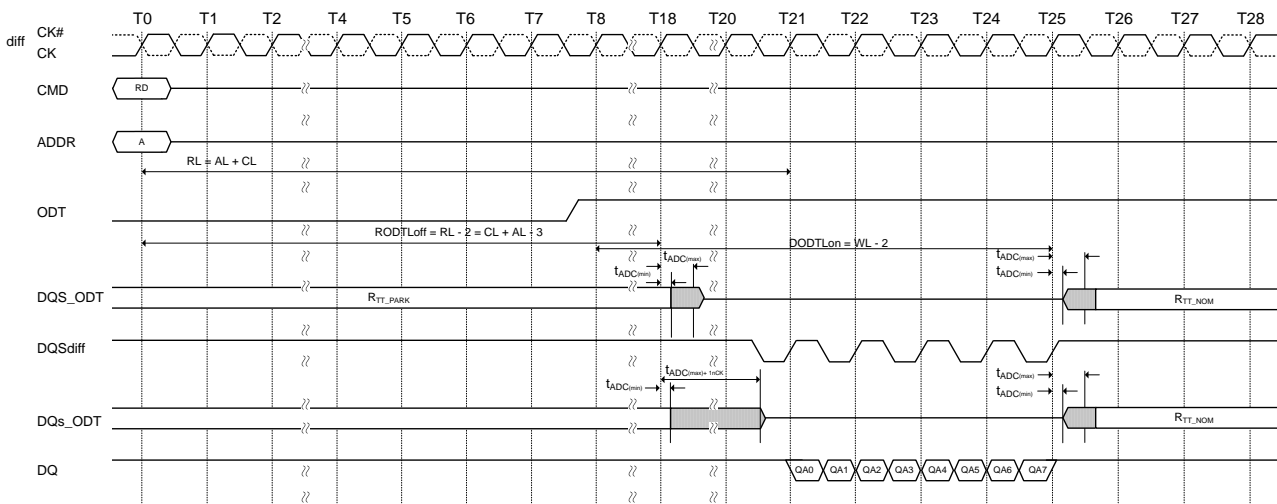 T0 T1 T2 T4 T5 T6 T7 T8 T18 T20 T21 T22 T23 T24 T25 T26 T27 T28
diff CK#
CK
CMD RD
ADDR A
RL = AL + CL
ODT
RODTLoff = RL - 2 = CL + AL - 3
DODTLon = WL - 2
tADC(max) tADC(max)
tADC(min) tADC(min)
DQS_ODT RTT_PARK RTT_NOM
DQSdiff
tADC(max)+ 1nCK tADC(max)
tADC(min) tADC(min)
DQs_ODT RTT_NOM
DQ QA0 QA1 QA2 QA3 QA4 QA5 QA6 QA7